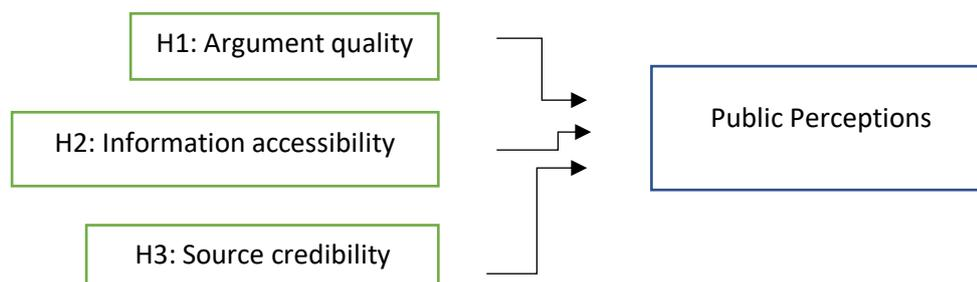 H1: Argument quality
H2: Information accessibility
Public Perceptions
H3: Source credibility